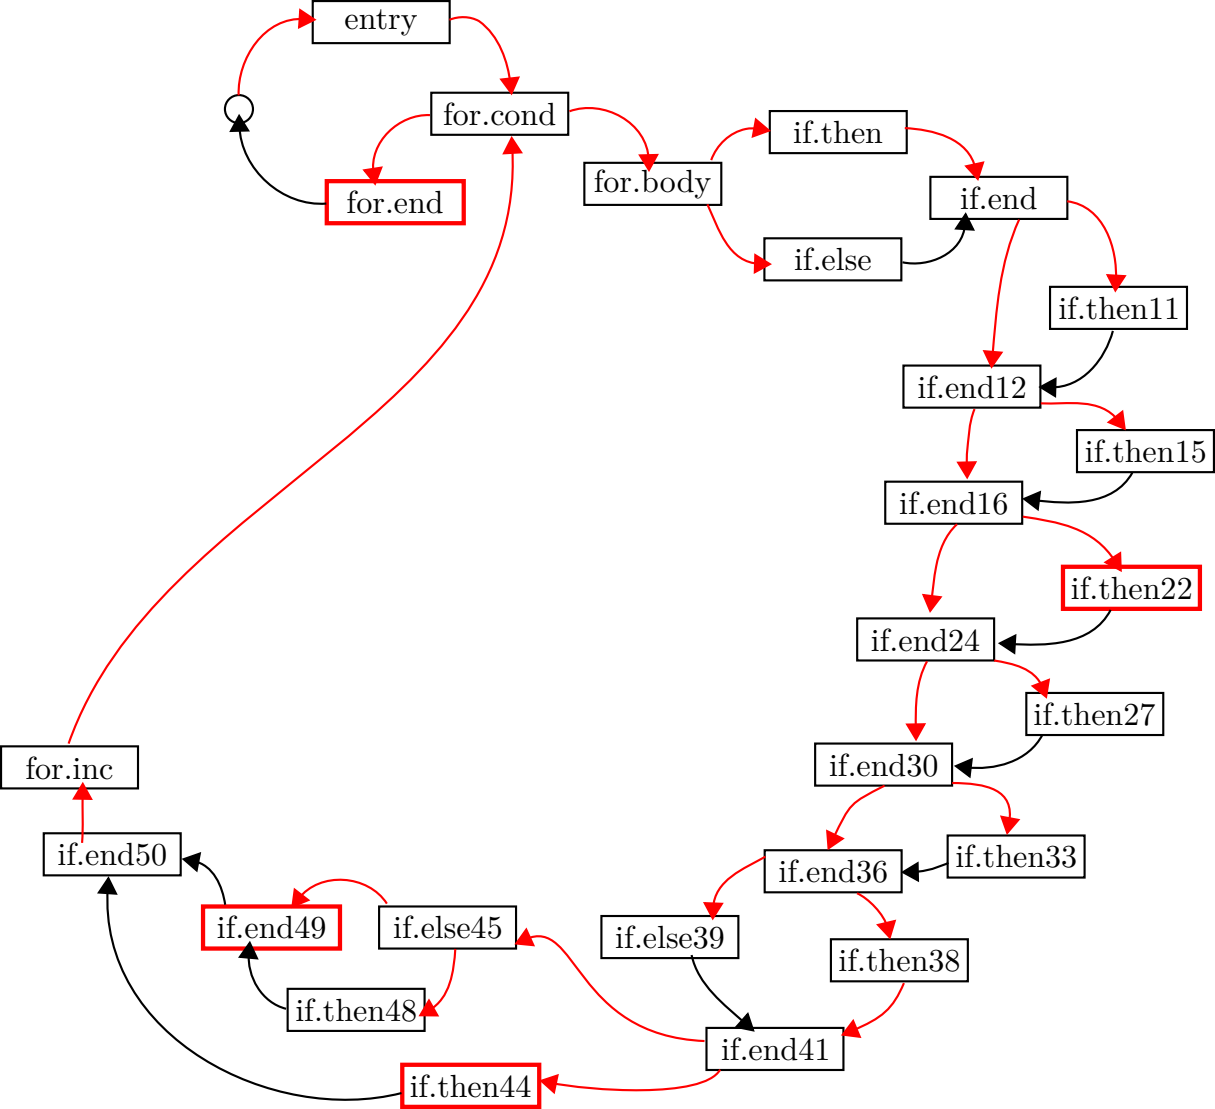 entry
for.cond
if.then
for.body
for.end
if.end
if.else
if.then11
if.end12
if.then15
if.end16
if.then22
if.end24
if.then27
if.end30
for.inc
if.end50
if.then33
if.end36
if.end49
if.else45
if.else39
if.then38
if.then48
if.end41
if.then44